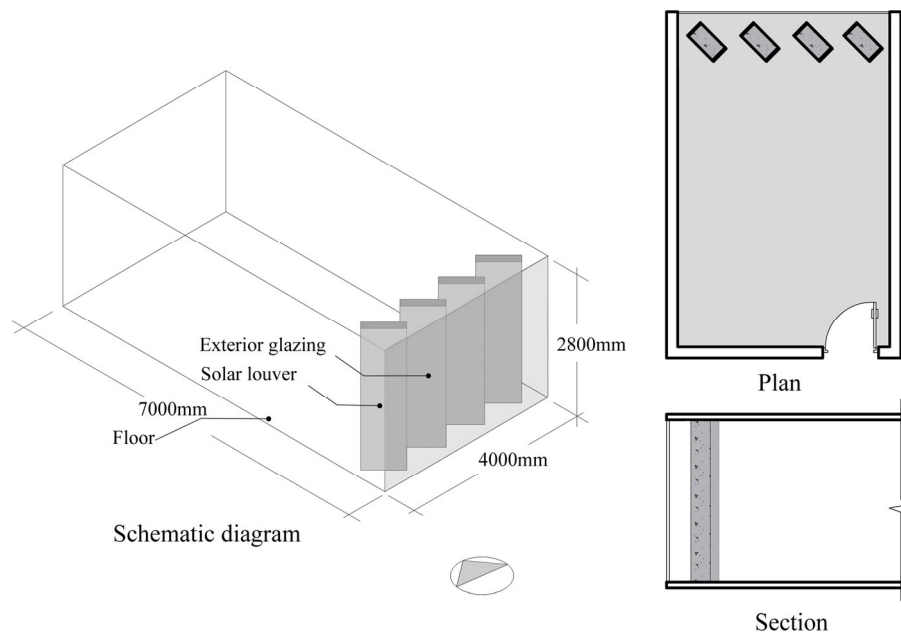 Exterior glazing
Solar louver
7000mm
Floor
2800mm
4000mm
Schematic diagram
Plan
Section